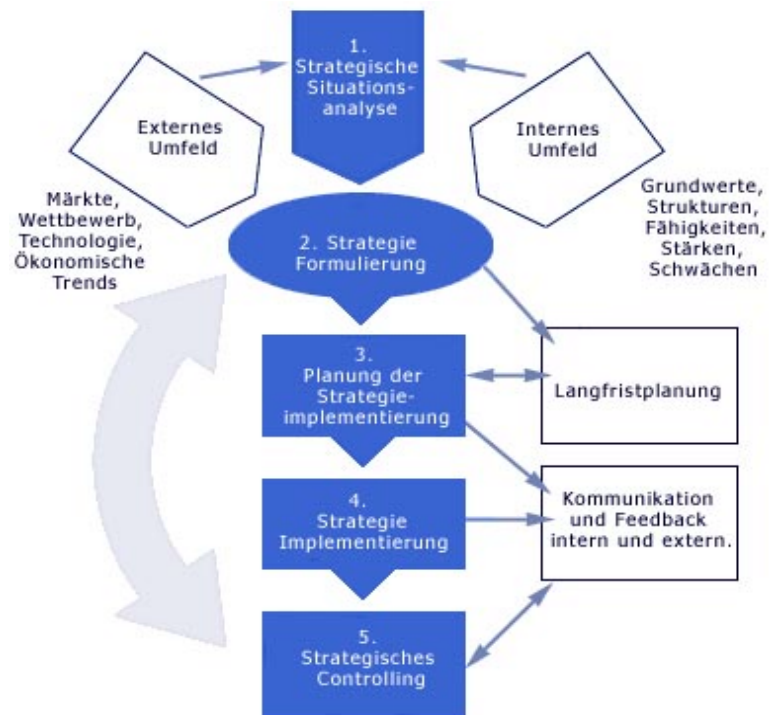 1.
Strategische
Situations-
analyse
Externes
Umfeld
Internes
Umfeld
Märkte,
Wettbewerb,
Technologie,
Ökonomische
Trends
Grundwerte,
Strukturen,
Fähigkeiten,
Stärken,
Schwächen
2. Strategie
Formulierung
3.
Planung der
Strategie-
implementierung
Langfristplanung
4.
Strategie
Implementierung
Kommunikation
und Feedback
intern und extern.
5.
Strategisches
Controlling